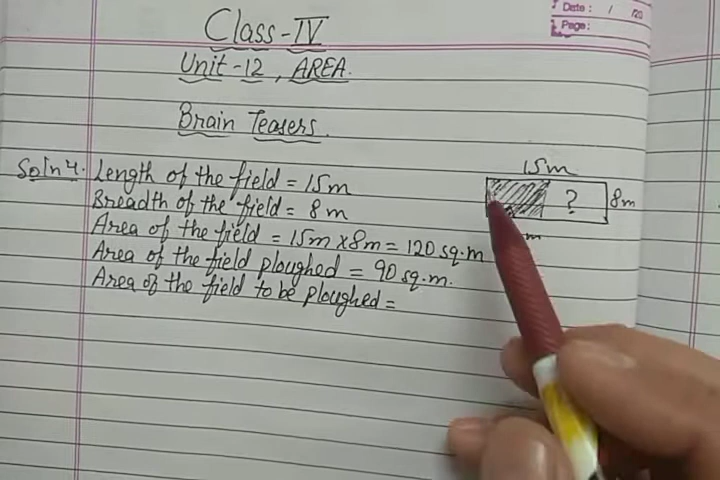 Date: / /20
Page:
Class-IV
Unit-12, AREA.
Brain Teasers.
15m
Soln 4. Length of the field = 15m
8m
?
Breadth of the field = 8m
Area of the field = 15m x 8m = 120 sq.m
m
Area of the field ploughed = 90 sq.m.
Area of the field to be ploughed =